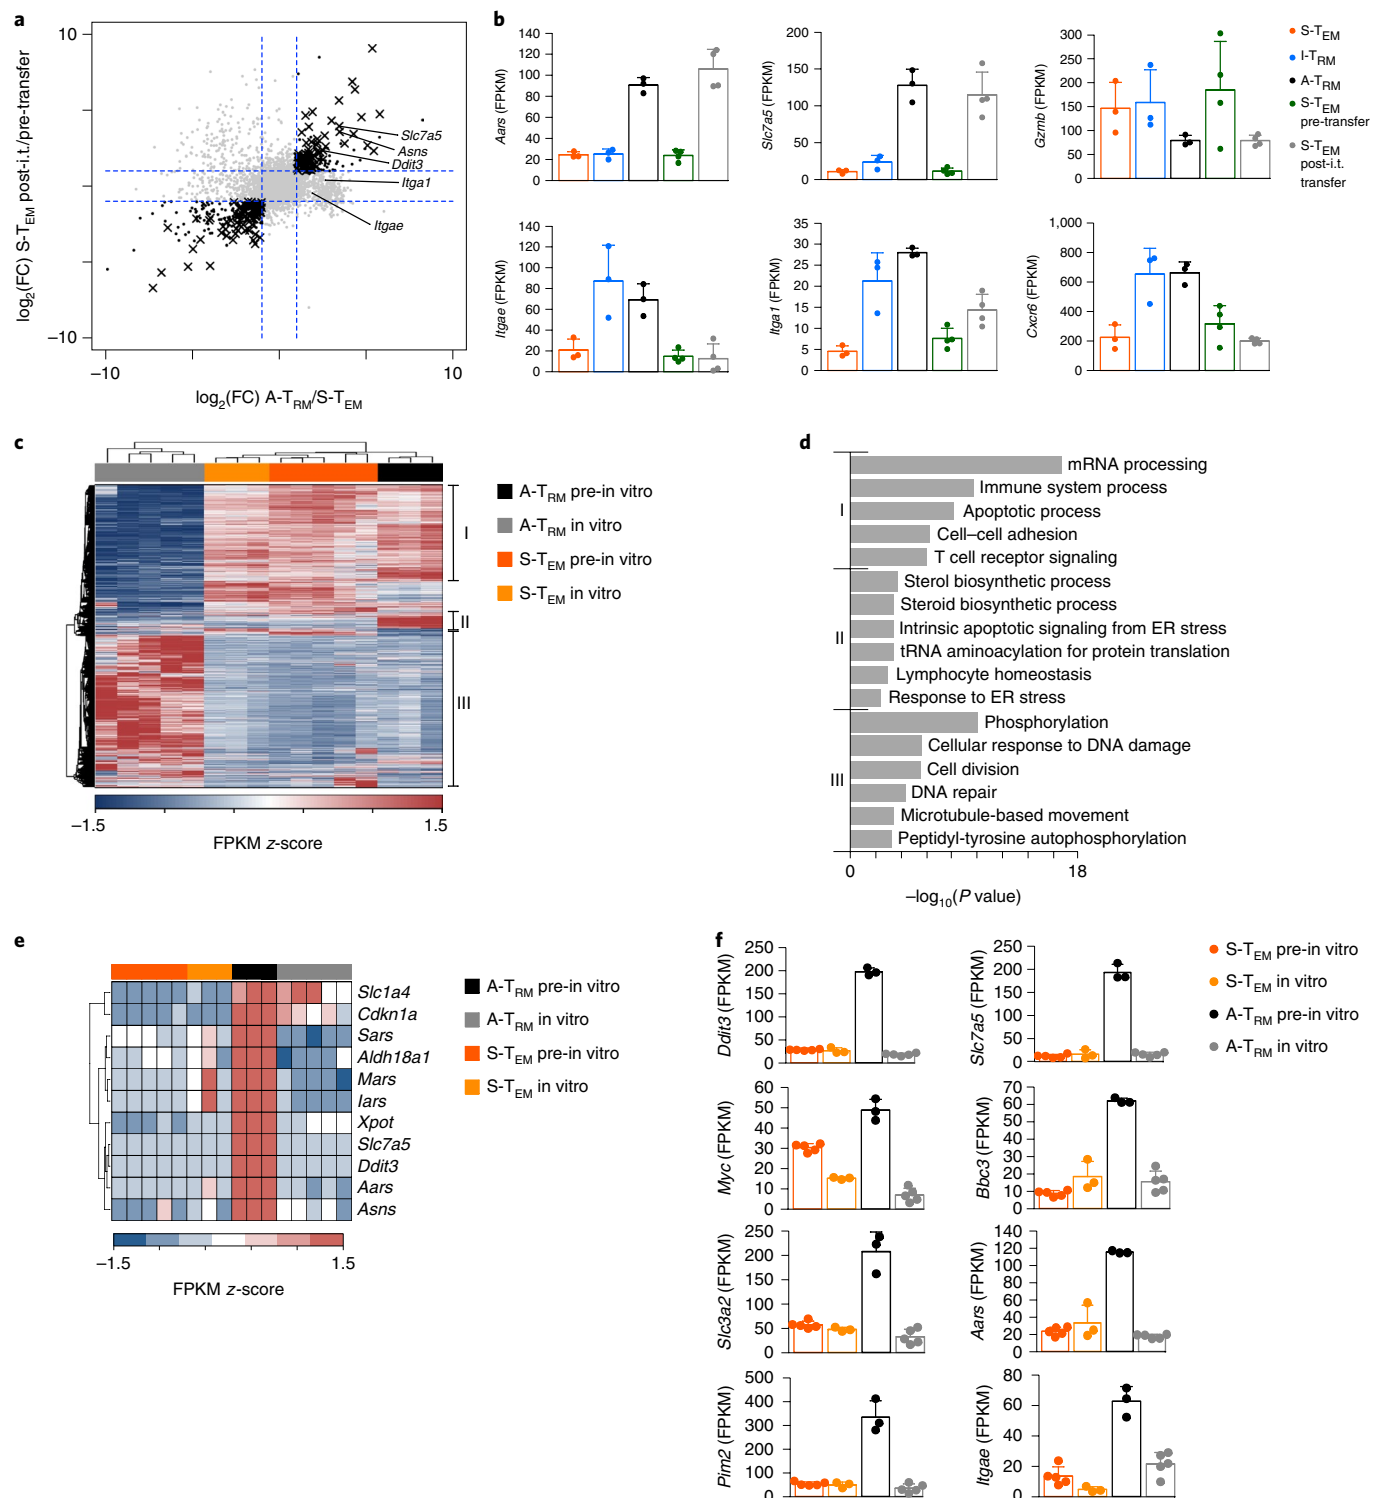 a
10
−10
log2(FC) S-TEM post-i.t./pre-transfer
Slc7a5
Asns
Ddit3
Itga1
Itgae
−10
10
log2(FC) A-TRM/S-TEM
b
Aars (FPKM)
140
120
100
80
60
40
20
0
Slc7a5 (FPKM)
200
150
100
50
0
Gzmb (FPKM)
300
250
200
150
100
50
0
S-TEM
I-TRM
A-TRM
S-TEM
pre-transfer
S-TEM
post-i.t.
transfer
Itgae (FPKM)
140
120
100
80
60
40
20
0
Itga1 (FPKM)
35
30
25
20
15
10
5
0
Cxcr6 (FPKM)
1,000
800
600
400
200
0
c
I
II
III
A-TRM pre-in vitro
A-TRM in vitro
S-TEM pre-in vitro
S-TEM in vitro
−1.5
1.5
FPKM z-score
d
I
mRNA processing
Immune system process
Apoptotic process
Cell–cell adhesion
T cell receptor signaling
II
Sterol biosynthetic process
Steroid biosynthetic process
Intrinsic apoptotic signaling from ER stress
tRNA aminoacylation for protein translation
Lymphocyte homeostasis
Response to ER stress
III
Phosphorylation
Cellular response to DNA damage
Cell division
DNA repair
Microtubule-based movement
Peptidyl-tyrosine autophosphorylation
0
18
−log10(P value)
e
Slc1a4
Cdkn1a
Sars
Aldh18a1
Mars
Iars
Xpot
Slc7a5
Ddit3
Aars
Asns
A-TRM pre-in vitro
A-TRM in vitro
S-TEM pre-in vitro
S-TEM in vitro
−1.5
1.5
FPKM z-score
f
Ddit3 (FPKM)
250
200
150
100
50
0
Slc7a5 (FPKM)
250
200
150
100
50
0
S-TEM pre-in vitro
S-TEM in vitro
A-TRM pre-in vitro
A-TRM in vitro
Myc (FPKM)
60
50
40
30
20
10
0
Bbc3 (FPKM)
70
60
50
40
30
20
10
0
Slc3a2 (FPKM)
250
200
150
100
50
0
Aars (FPKM)
140
120
100
80
60
40
20
0
Pim2 (FPKM)
500
400
300
200
100
0
Itgae (FPKM)
80
60
40
20
0